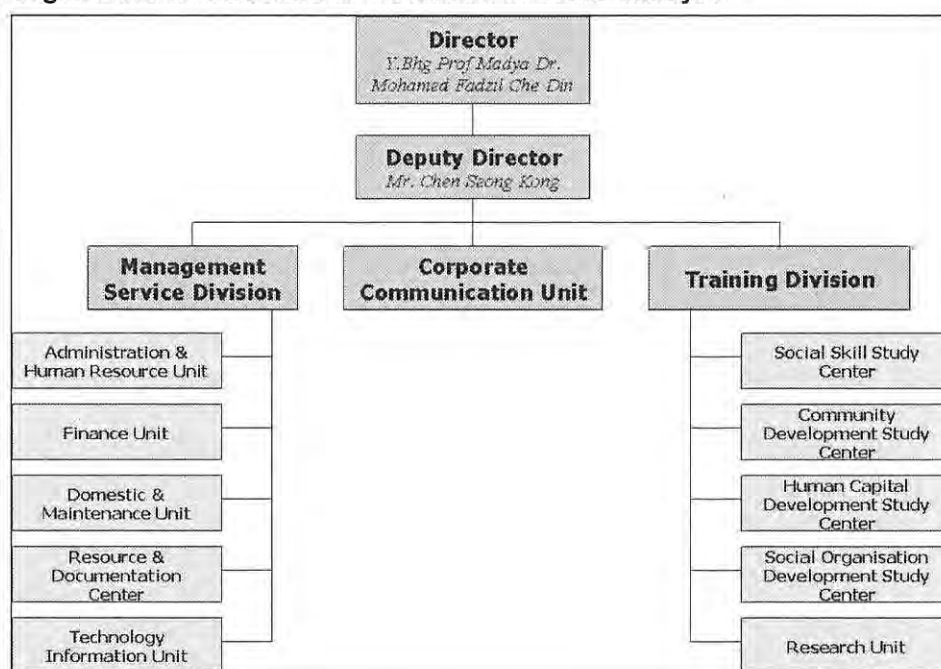 Director
Y.Bhg Prof Madya Dr.
Mohamed Fadzil Che Din
Deputy Director
Mr. Chen Seong Kong
Management
Service Division
Corporate
Communication Unit
Training Division
Administration &
Human Resource Unit
Finance Unit
Domestic &
Maintenance Unit
Resource &
Documentation
Center
Technology
Information Unit
Social Skill Study
Center
Community
Development Study
Center
Human Capital
Development Study
Center
Social Organisation
Development Study
Center
Research Unit